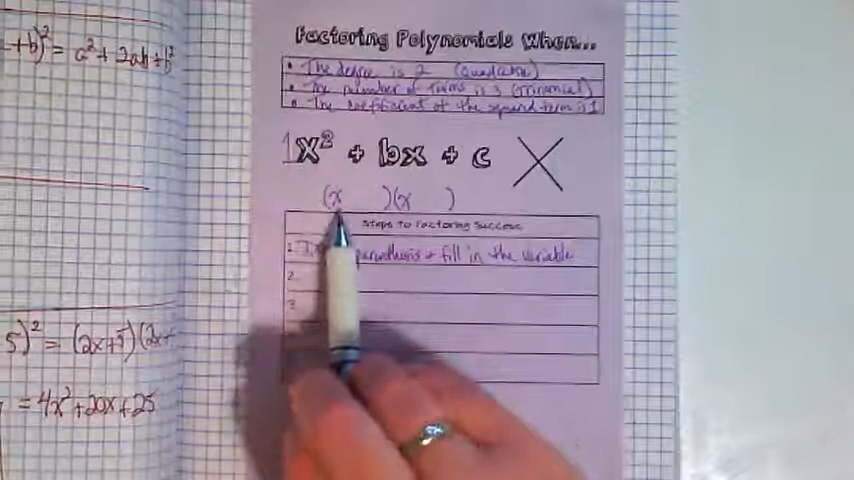 +b)² = a² + 2ab + b²
5)² = (2x+5)(2x+
= 4x² + 20x + 25
Factoring Polynomials When...
• The degree is 2 (quadratic)
• The number of terms is 3 (trinomial)
• The coefficient of the squared term is 1
1x² + bx + c
(x )(x )
Steps to Factoring Success
1. parenthesis + fill in the variable
2.
3